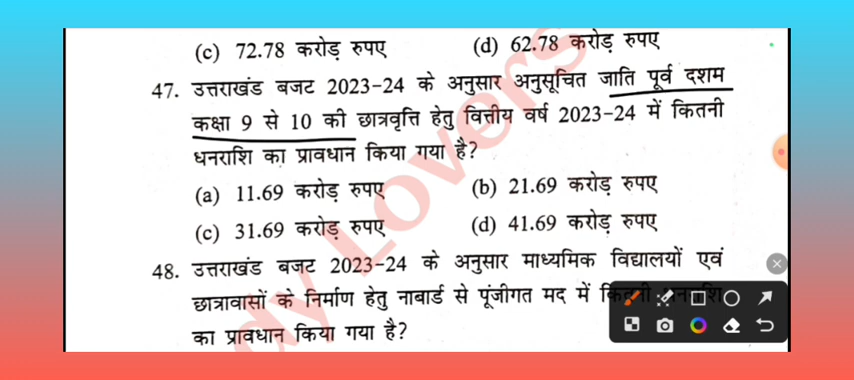 (c) 72.78 करोड़ रुपए (d) 62.78 करोड़ रुपए
47. उत्तराखंड बजट 2023-24 के अनुसार अनुसूचित जाति पूर्व दशम
कक्षा 9 से 10 की छात्रवृत्ति हेतु वित्तीय वर्ष 2023-24 में कितनी
धनराशि का प्रावधान किया गया है?
(a) 11.69 करोड़ रुपए (b) 21.69 करोड़ रुपए
(c) 31.69 करोड़ रुपए (d) 41.69 करोड़ रुपए
48. उत्तराखंड बजट 2023-24 के अनुसार माध्यमिक विद्यालयों एवं
छात्रावासों के निर्माण हेतु नाबार्ड से पूंजीगत मद में
का प्रावधान किया गया है?
dy Lovers